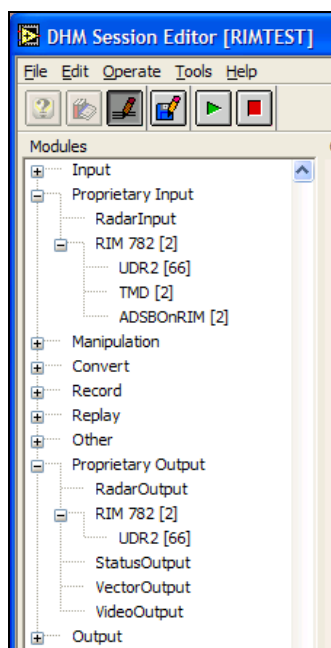 DHM Session Editor [RIMTEST]
File Edit Operate Tools Help
Modules
Input
Proprietary Input
RadarInput
RIM 782 [2]
UDR2 [66]
TMD [2]
ADSBOnRIM [2]
Manipulation
Convert
Record
Replay
Other
Proprietary Output
RadarOutput
RIM 782 [2]
UDR2 [66]
StatusOutput
VectorOutput
VideoOutput
Output